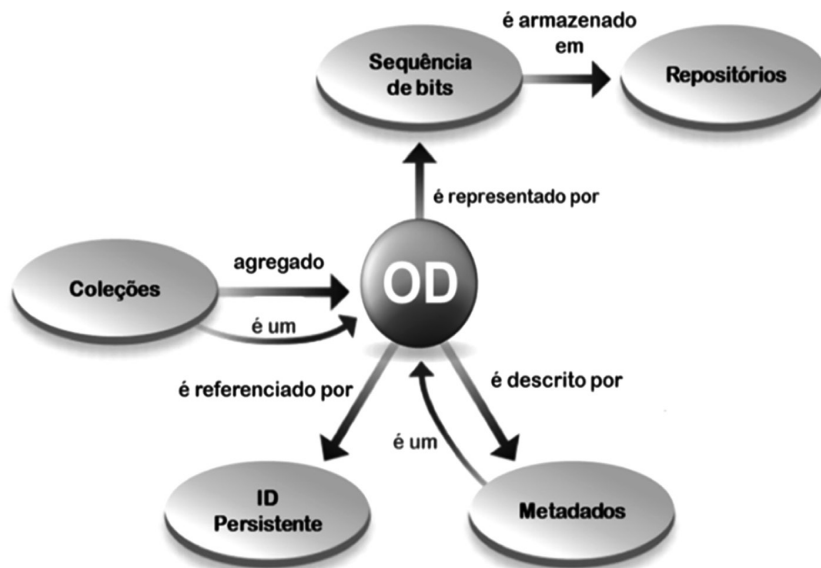 é armazenado
em
Sequência
de bits
Repositórios
é representado por
Coleções
agregado
é um
OD
é referenciado por
é descrito por
é um
ID
Persistente
Metadados